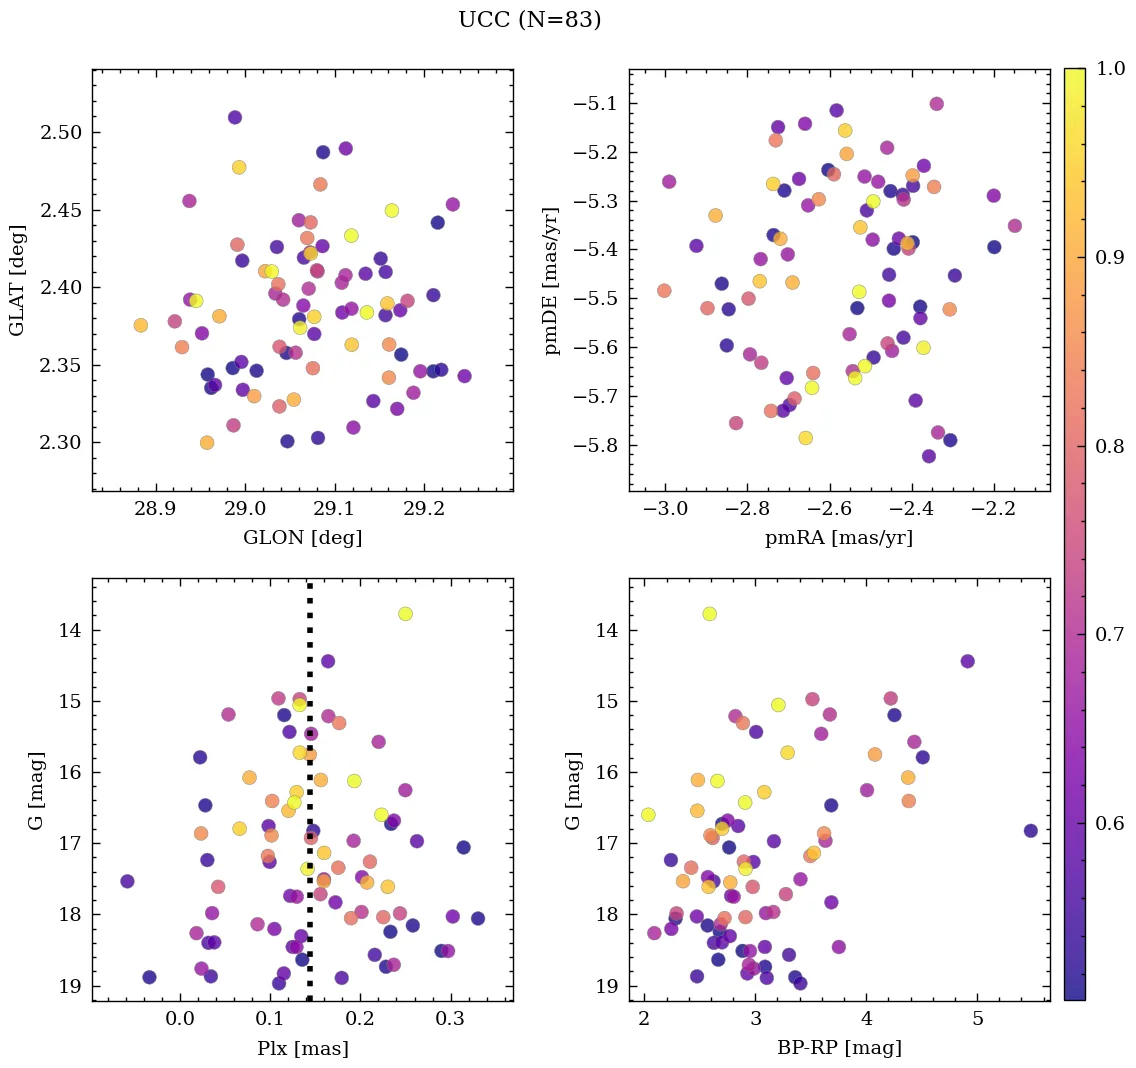 UCC (N=83)
2.50
2.45
2.40
2.35
2.30
GLAT [deg]
28.9 29.0 29.1 29.2
GLON [deg]
−5.1
−5.2
−5.3
−5.4
−5.5
−5.6
−5.7
−5.8
pmDE [mas/yr]
−3.0 −2.8 −2.6 −2.4 −2.2
pmRA [mas/yr]
1.0
0.9
0.8
0.7
0.6
14
15
16
17
18
19
G [mag]
0.0 0.1 0.2 0.3
Plx [mas]
14
15
16
17
18
19
G [mag]
2 3 4 5
BP-RP [mag]